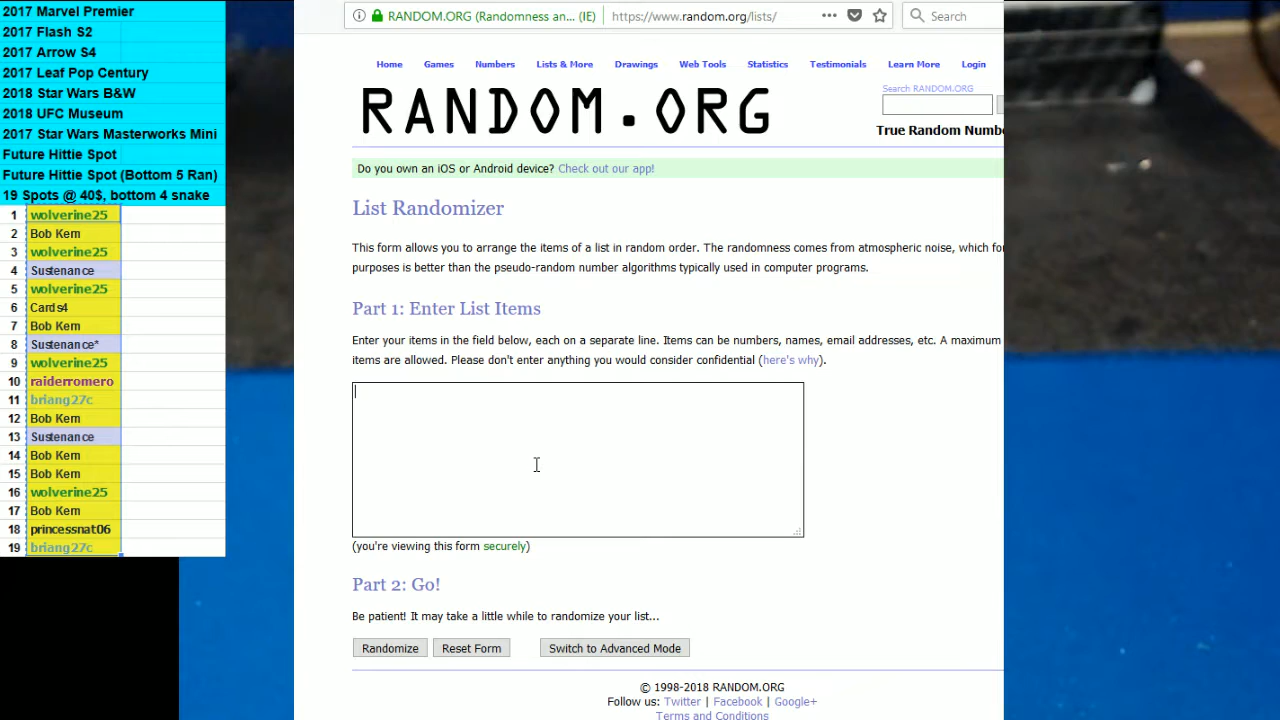 2017 Marvel Premier
2017 Flash S2
2017 Arrow S4
2017 Leaf Pop Century
2018 Star Wars B&W
2018 UFC Museum
2017 Star Wars Masterworks Mini
Future Hittie Spot
Future Hittie Spot (Bottom 5 Ran)
19 Spots @ 40$, bottom 4 snake
1 wolverine25
2 Bob Kern
3 wolverine25
4 Sustenance
5 wolverine25
6 Cards4
7 Bob Kern
8 Sustenance*
9 wolverine25
10 raiderromero
11 briang27c
12 Bob Kern
13 Sustenance
14 Bob Kern
15 Bob Kern
16 wolverine25
17 Bob Kern
18 princessnat06
19 briang27c
RANDOM.ORG (Randomness an... (IE) https://www.random.org/lists/ Search
Home Games Numbers Lists & More Drawings Web Tools Statistics Testimonials Learn More Login
Search RANDOM.ORG
RANDOM.ORG
True Random Numbe
Do you own an iOS or Android device? Check out our app!
List Randomizer
This form allows you to arrange the items of a list in random order. The randomness comes from atmospheric noise, which for
purposes is better than the pseudo-random number algorithms typically used in computer programs.
Part 1: Enter List Items
Enter your items in the field below, each on a separate line. Items can be numbers, names, email addresses, etc. A maximum
items are allowed. Please don't enter anything you would consider confidential (here's why).
(you're viewing this form securely)
Part 2: Go!
Be patient! It may take a little while to randomize your list...
Randomize Reset Form Switch to Advanced Mode
© 1998-2018 RANDOM.ORG
Follow us: Twitter | Facebook | Google+
Terms and Conditions